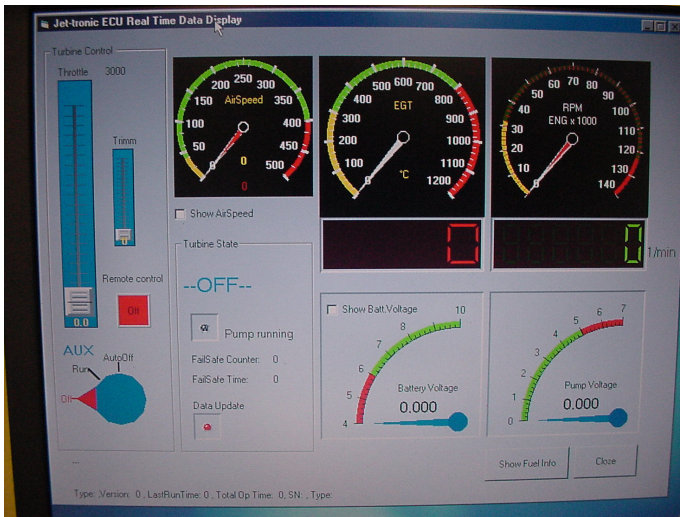 Jet-tronic ECU Real Time Data Display
Turbine Control
Throttle 3000
Trimm
0
0.0
Remote control
Off
AUX
Run
AutoOff
Off
0 50 100 150 200 250 300 350 400 450 500
AirSpeed
0
0
Show AirSpeed
0 200 300 400 500 600 700 800 900 1000 1100 1200
EGT
°C
0
0 10 20 30 40 50 60 70 80 90 100 110 120 130 140
RPM
ENG x 1000
0 1/min
Turbine State
--OFF--
Pump running
FailSafe Counter: 0
FailSafe Time: 0
Data Update
Show Batt.Voltage
4 5 6 7 8 10
Battery Voltage
0.000
0 1 2 3 4 5 6 7
Pump Voltage
0.000
Show Fuel Info
Close
...
Type: ,Version: 0 , LastRunTime: 0 , Total Op Time: 0, SN: , Type: